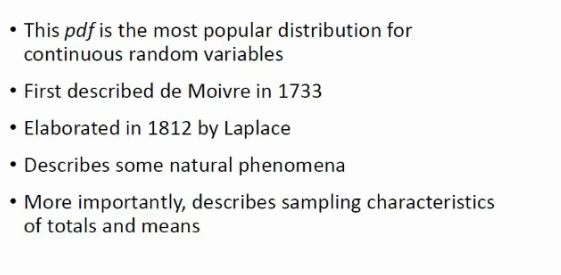 • This pdf is the most popular distribution for
continuous random variables
• First described de Moivre in 1733
• Elaborated in 1812 by Laplace
• Describes some natural phenomena
• More importantly, describes sampling characteristics
of totals and means